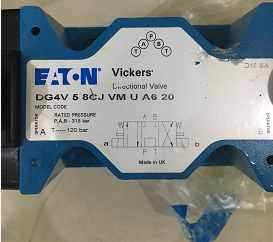 P
A B
T T
EATON Vickers®
Directional Valve
DG4V 5 8CJ VM U A6 20
MODEL CODE
OPERATOR
RATED PRESSURE
P.A.B - 315 bar
A T-----120 bar
A B
a b
P T
Made in UK